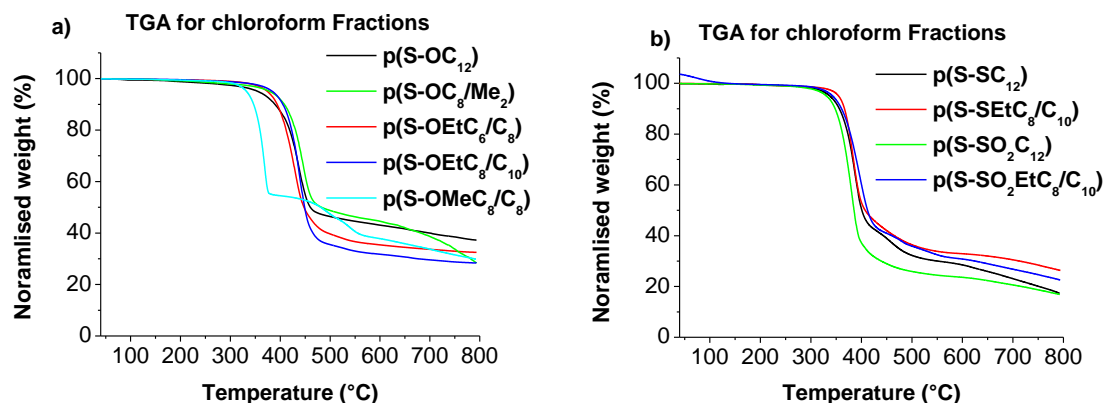 a) TGA for chloroform Fractions
p(S-OC₁₂)
p(S-OC₈/Me₂)
p(S-OEtC₆/C₈)
p(S-OEtC₈/C₁₀)
p(S-OMeC₈/C₈)
100
80
60
40
20
0
Noramlised weight (%)
100 200 300 400 500 600 700 800
Temperature (°C)
b) TGA for chloroform Fractions
p(S-SC₁₂)
p(S-SEtC₈/C₁₀)
p(S-SO₂C₁₂)
p(S-SO₂EtC₈/C₁₀)
100
80
60
40
20
0
Noramlised weight (%)
100 200 300 400 500 600 700 800
Temperature (°C)